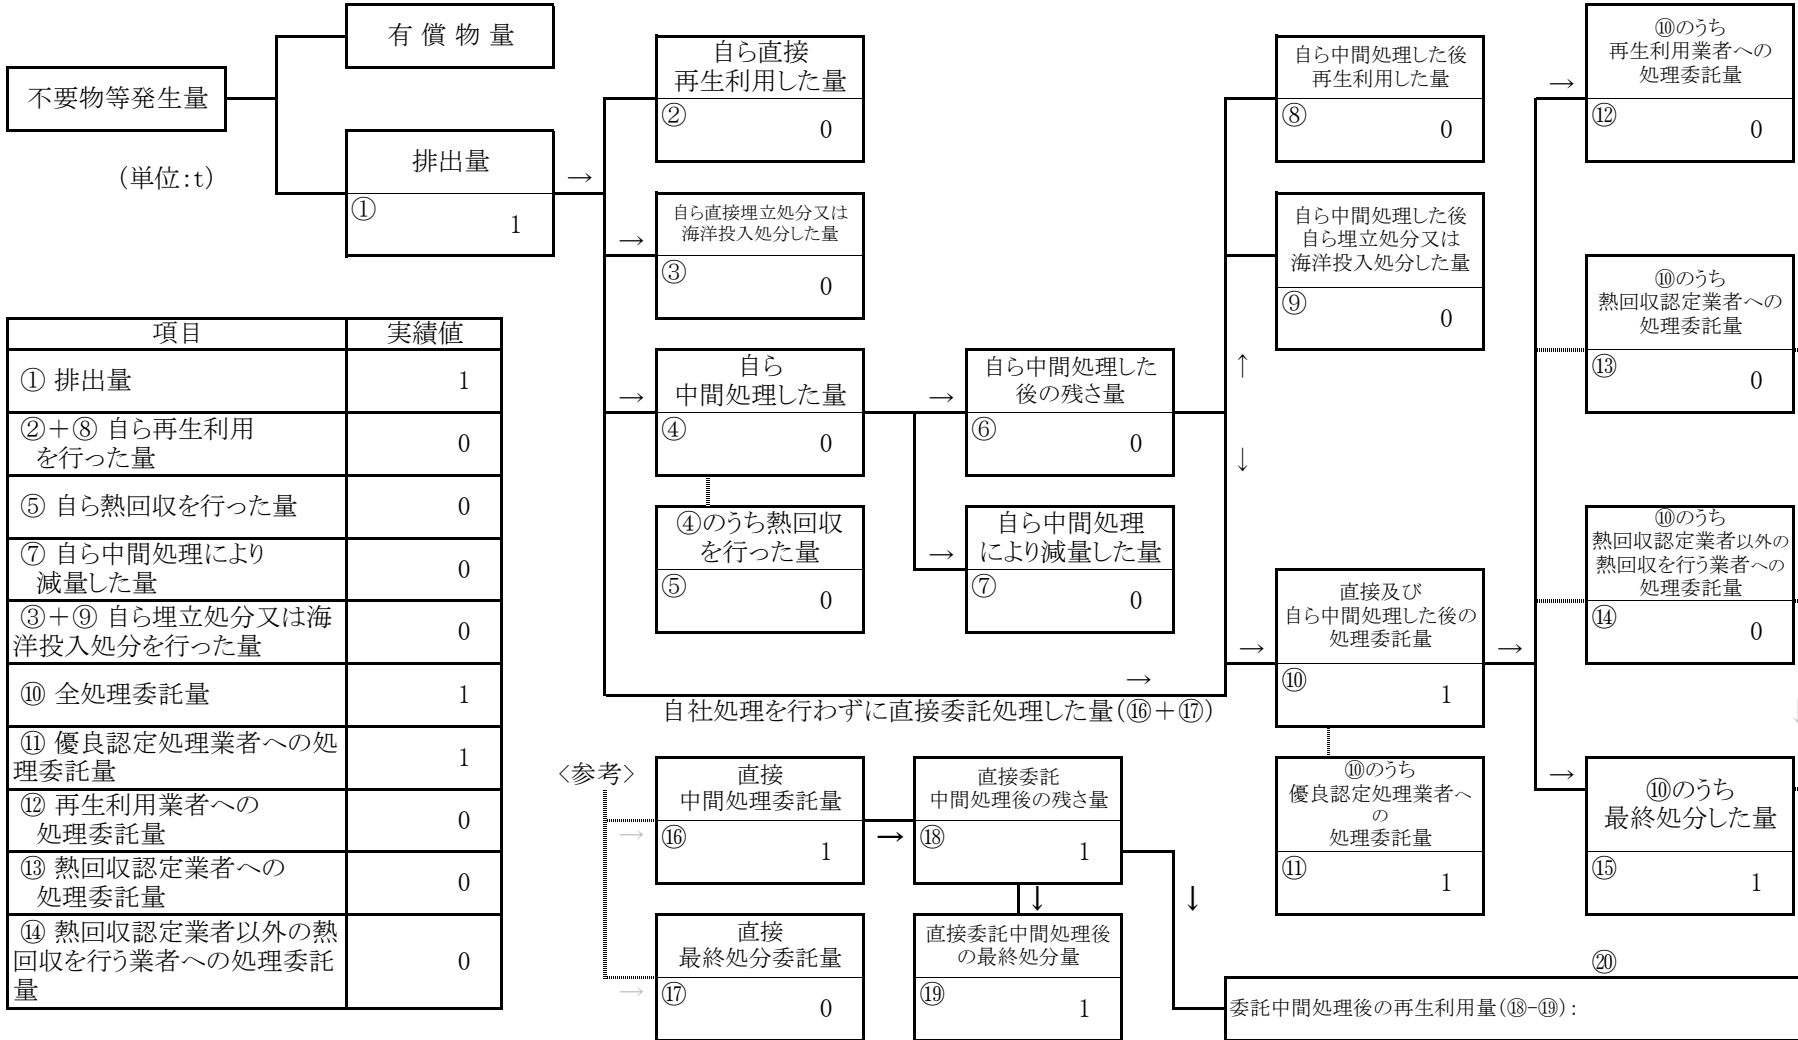 有 償 物 量
不要物等発生量
(単位:t)
排出量
①
1
→
自ら直接
再生利用した量
②
0
→
自ら直接埋立処分又は
海洋投入処分した量
③
0
→
自ら
中間処理した量
④
0
④のうち熱回収
を行った量
⑤
0
→
自ら中間処理した
後の残さ量
⑥
0
→
自ら中間処理
により減量した量
⑦
0
自ら中間処理した後
再生利用した量
⑧
0
自ら中間処理した後
自ら埋立処分又は
海洋投入処分した量
⑨
0
↑
↓
→
直接及び
自ら中間処理した後の
処理委託量
⑩
1
→
⑩のうち
優良認定処理業者へ
の
処理委託量
⑪
1
→
⑩のうち
再生利用業者への
処理委託量
⑫
0
⑩のうち
熱回収認定業者への
処理委託量
⑬
0
⑩のうち
熱回収認定業者以外の
熱回収を行う業者への
処理委託量
⑭
0
↓
→
⑩のうち
最終処分した量
⑮
1
→
自社処理を行わずに直接委託処理した量(⑯+⑰)
項目 実績値
① 排出量 1
②+⑧ 自ら再生利用
を行った量 0
⑤ 自ら熱回収を行った量 0
⑦ 自ら中間処理により
減量した量 0
③+⑨ 自ら埋立処分又は海
洋投入処分を行った量 0
⑩ 全処理委託量 1
⑪ 優良認定処理業者への処
理委託量 1
⑫ 再生利用業者への
処理委託量 0
⑬ 熱回収認定業者への
処理委託量 0
⑭ 熱回収認定業者以外の熱
回収を行う業者への処理委託
量 0
<参考>
→
直接
中間処理委託量
⑯
1
→
直接委託
中間処理後の残さ量
⑱
1
↓
↓
→
直接
最終処分委託量
⑰
0
直接委託中間処理後
の最終処分量
⑲
1
⑳
委託中間処理後の再生利用量(⑱-⑲):